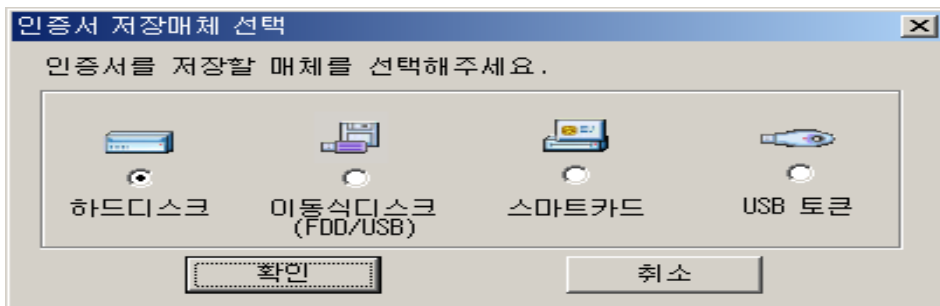 인증서 저장매체 선택
인증서를 저장할 매체를 선택해주세요.
하드디스크 이동식디스크 스마트카드 USB 토큰
(FDD/USB)
확인 취소